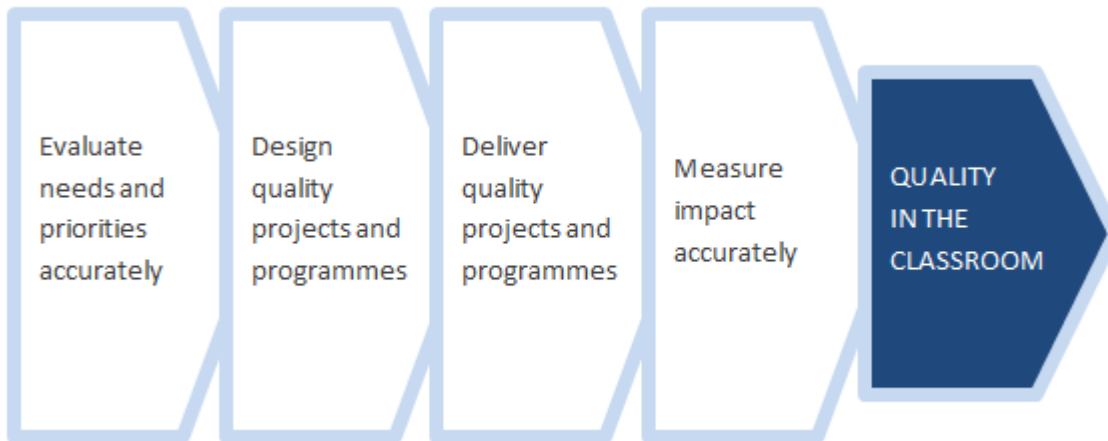 Evaluate
needs and
priorities
accurately
Design
quality
projects and
programmes
Deliver
quality
projects and
programmes
Measure
impact
accurately
QUALITY
IN THE
CLASSROOM